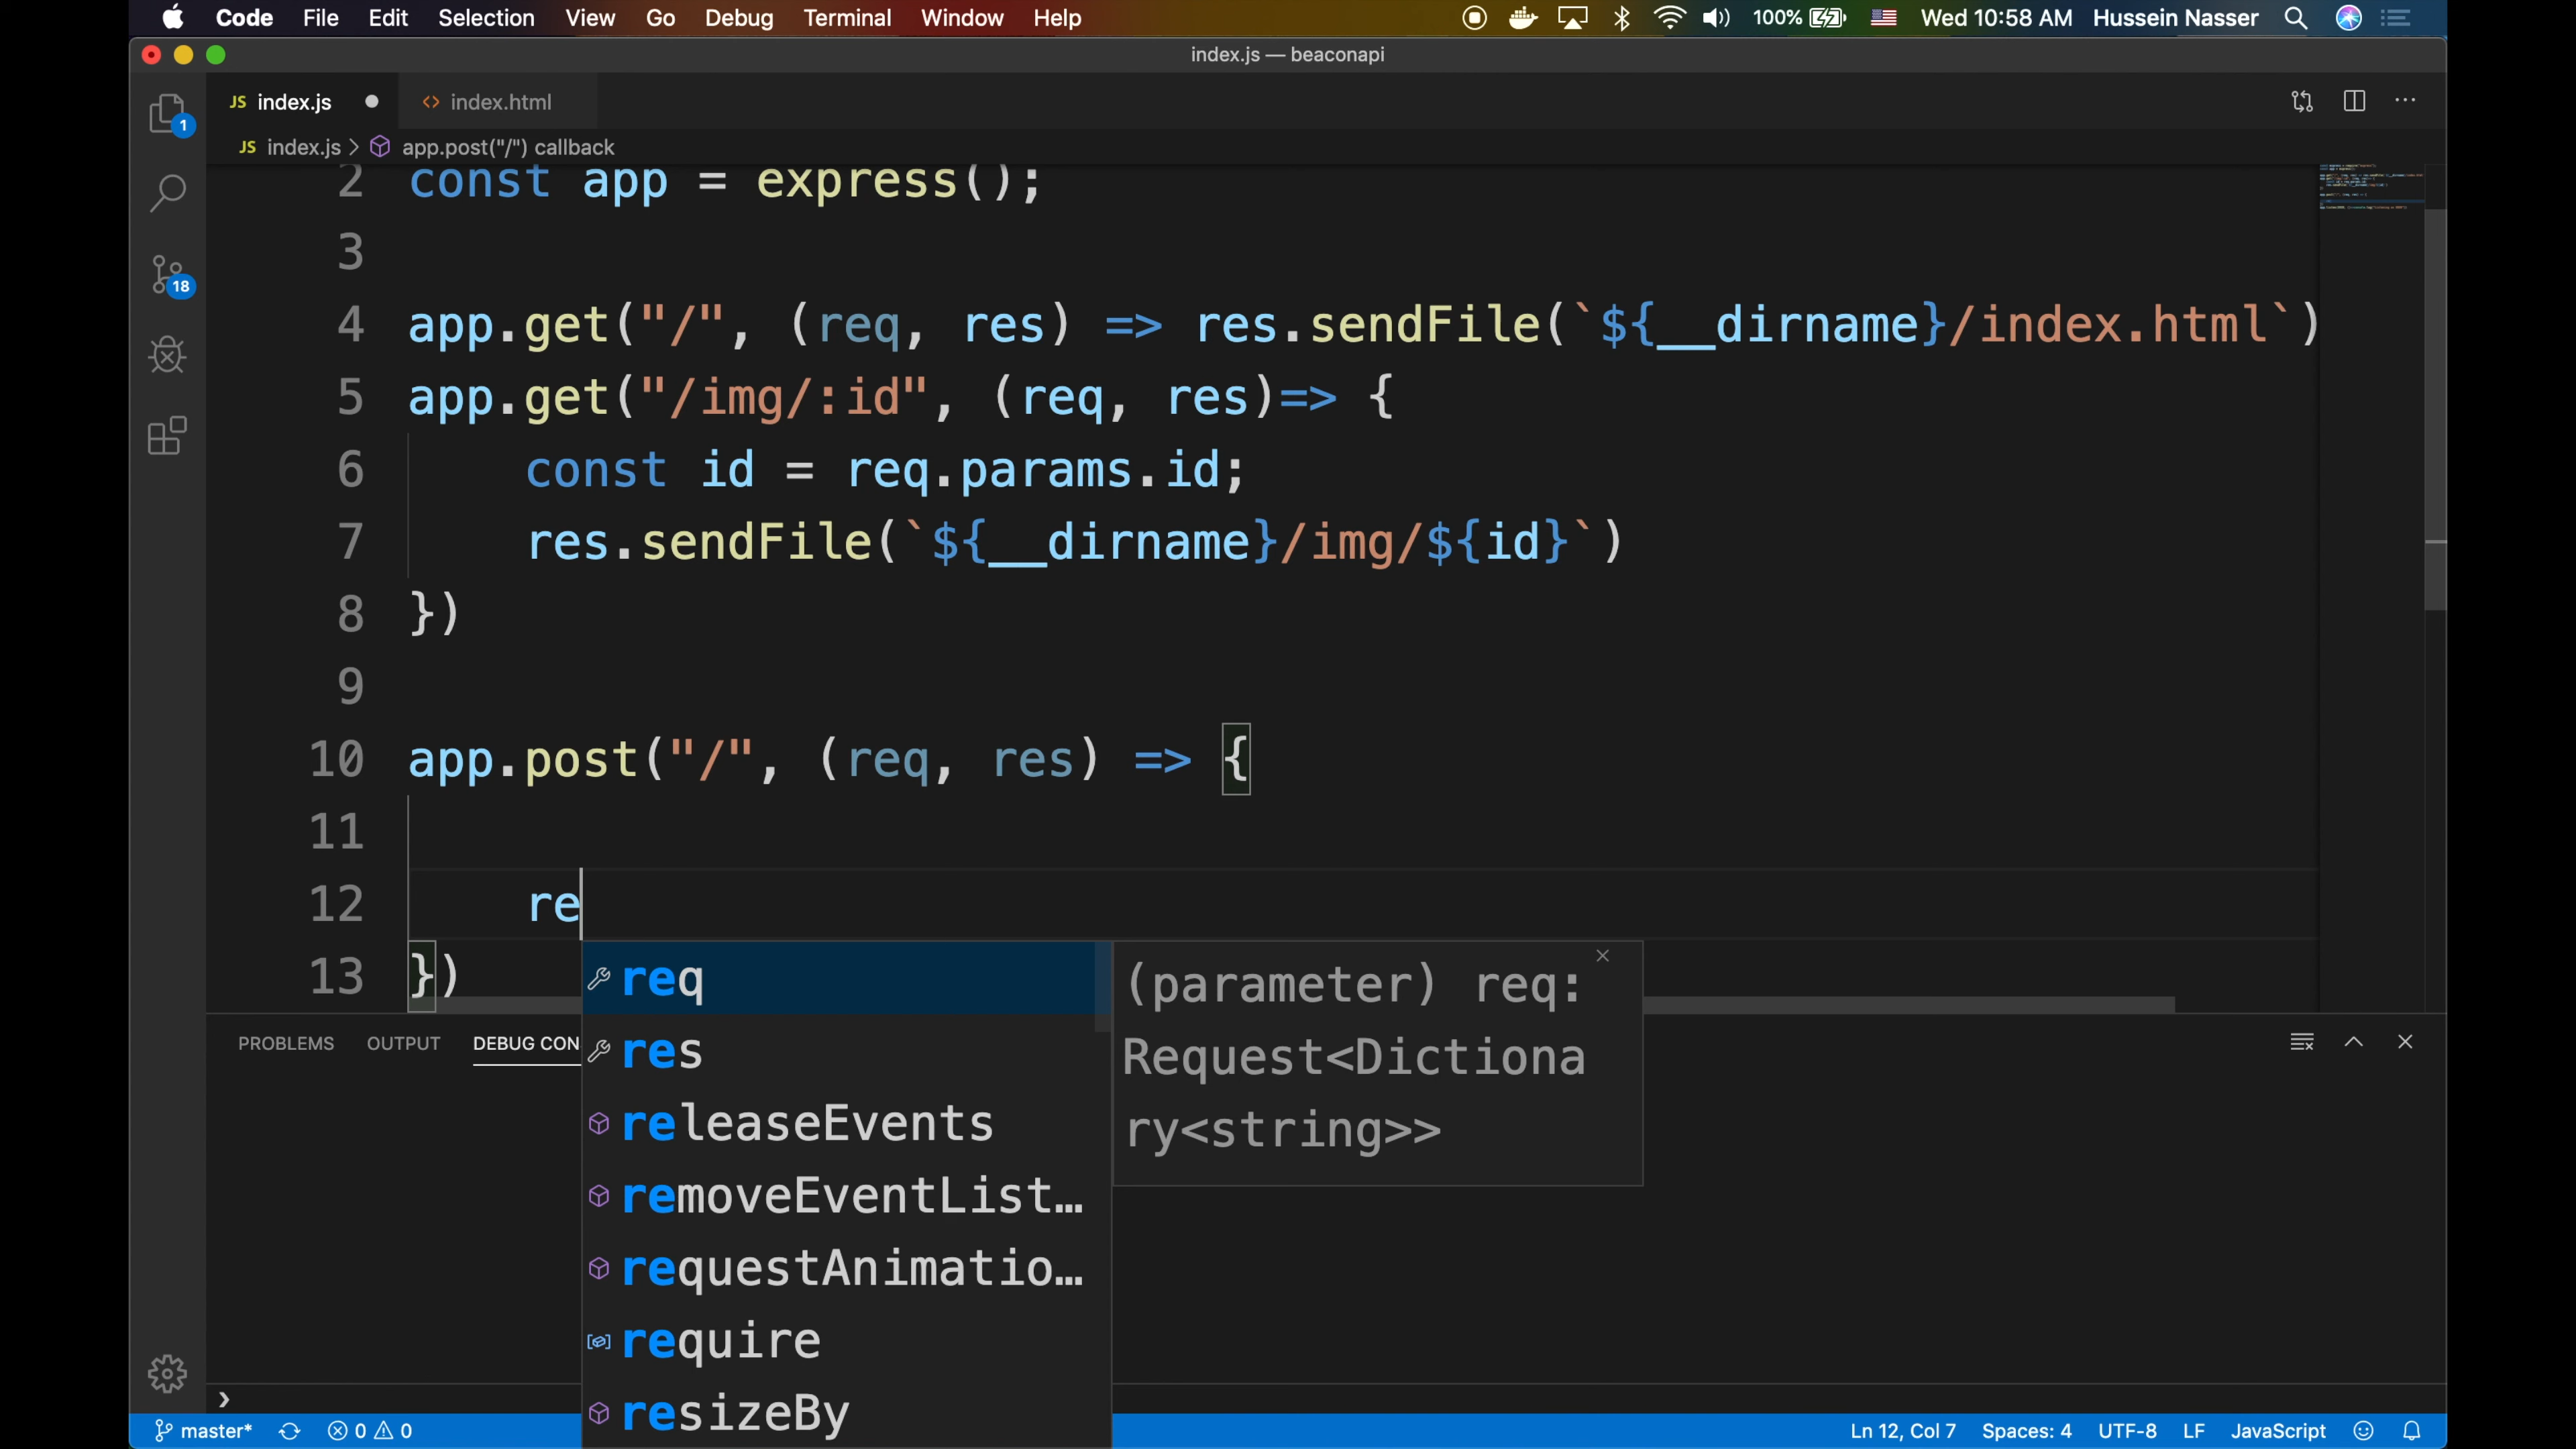 Code File Edit Selection View Go Debug Terminal Window Help 100% Wed 10:58 AM Hussein Nasser
index.js — beaconapi
JS index.js <> index.html
1
JS index.js > app.post("/") callback
2 const app = express();
3
18
4 app.get("/", (req, res) => res.sendFile(`${__dirname}/index.html`)
5 app.get("/img/:id", (req, res)=> {
6 const id = req.params.id;
7 res.sendFile(`${__dirname}/img/${id}`)
8 })
9
10 app.post("/", (req, res) => {
11
12 re
13 })
req
res
releaseEvents
removeEventList…
requestAnimatio…
require
resizeBy
(parameter) req:
Request<Dictiona
ry<string>>
PROBLEMS OUTPUT DEBUG CON
master* 0 0 Ln 12, Col 7 Spaces: 4 UTF-8 LF JavaScript